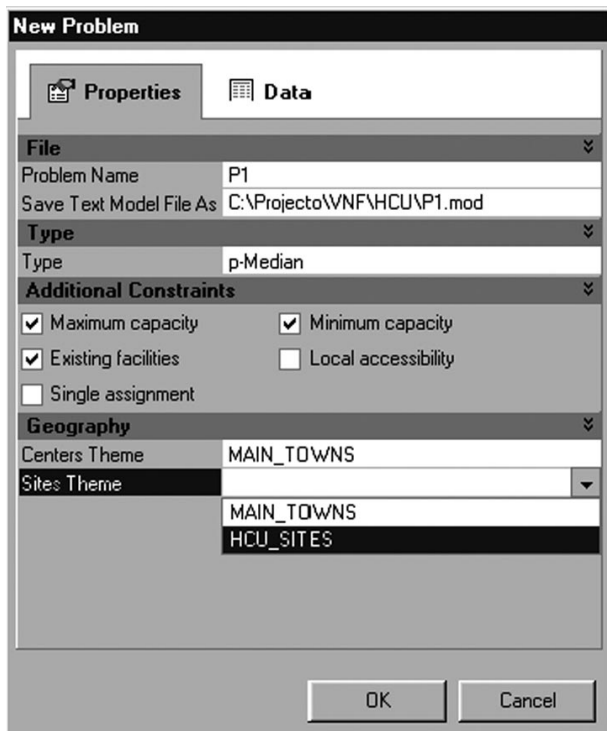 New Problem
Properties Data
File
Problem Name P1
Save Text Model File As C:\Projecto\VNF\HCU\P1.mod
Type
Type p-Median
Additional Constraints
Maximum capacity Minimum capacity
Existing facilities Local accessibility
Single assignment
Geography
Centers Theme MAIN_TOWNS
Sites Theme
MAIN_TOWNS
HCU_SITES
OK Cancel